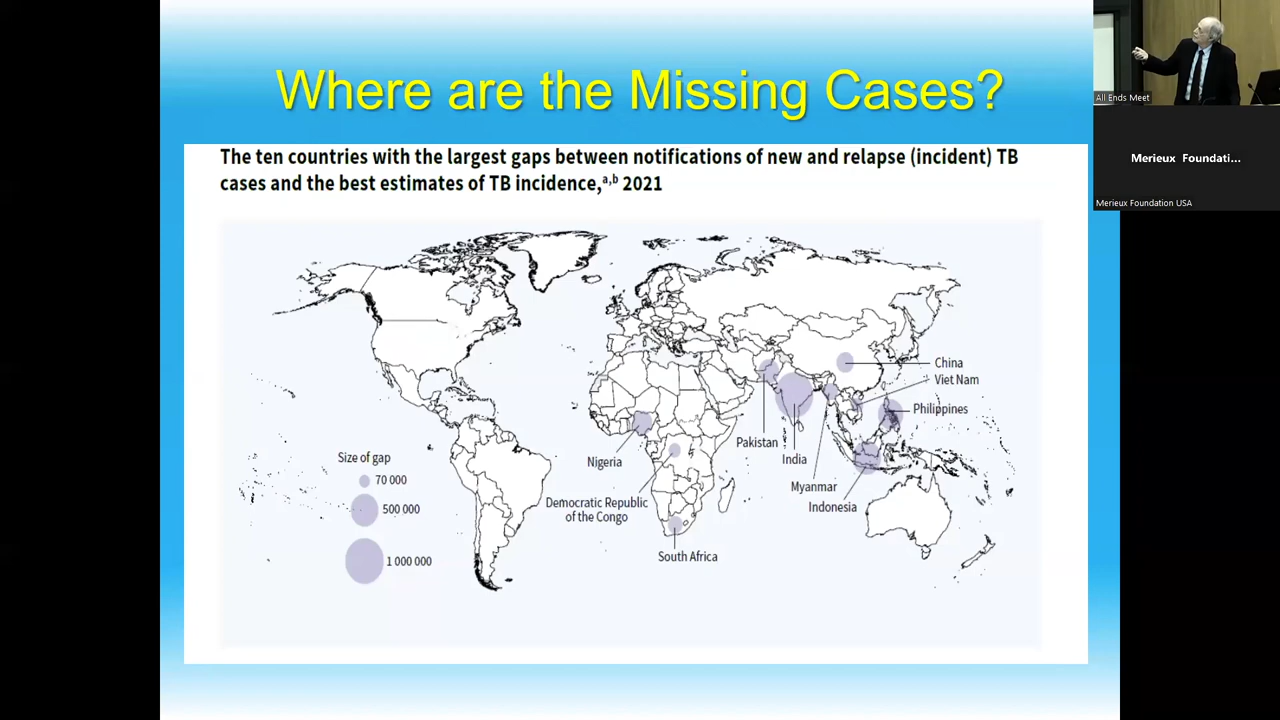 Where are the Missing Cases?
The ten countries with the largest gaps between notifications of new and relapse (incident) TB
cases and the best estimates of TB incidence,a,b 2021
China
Viet Nam
Philippines
Pakistan
India
Nigeria
Myanmar
Indonesia
Democratic Republic
of the Congo
South Africa
Size of gap
70 000
500 000
1 000 000
All Ends Meet
Merieux Foundati...
Merieux Foundation USA